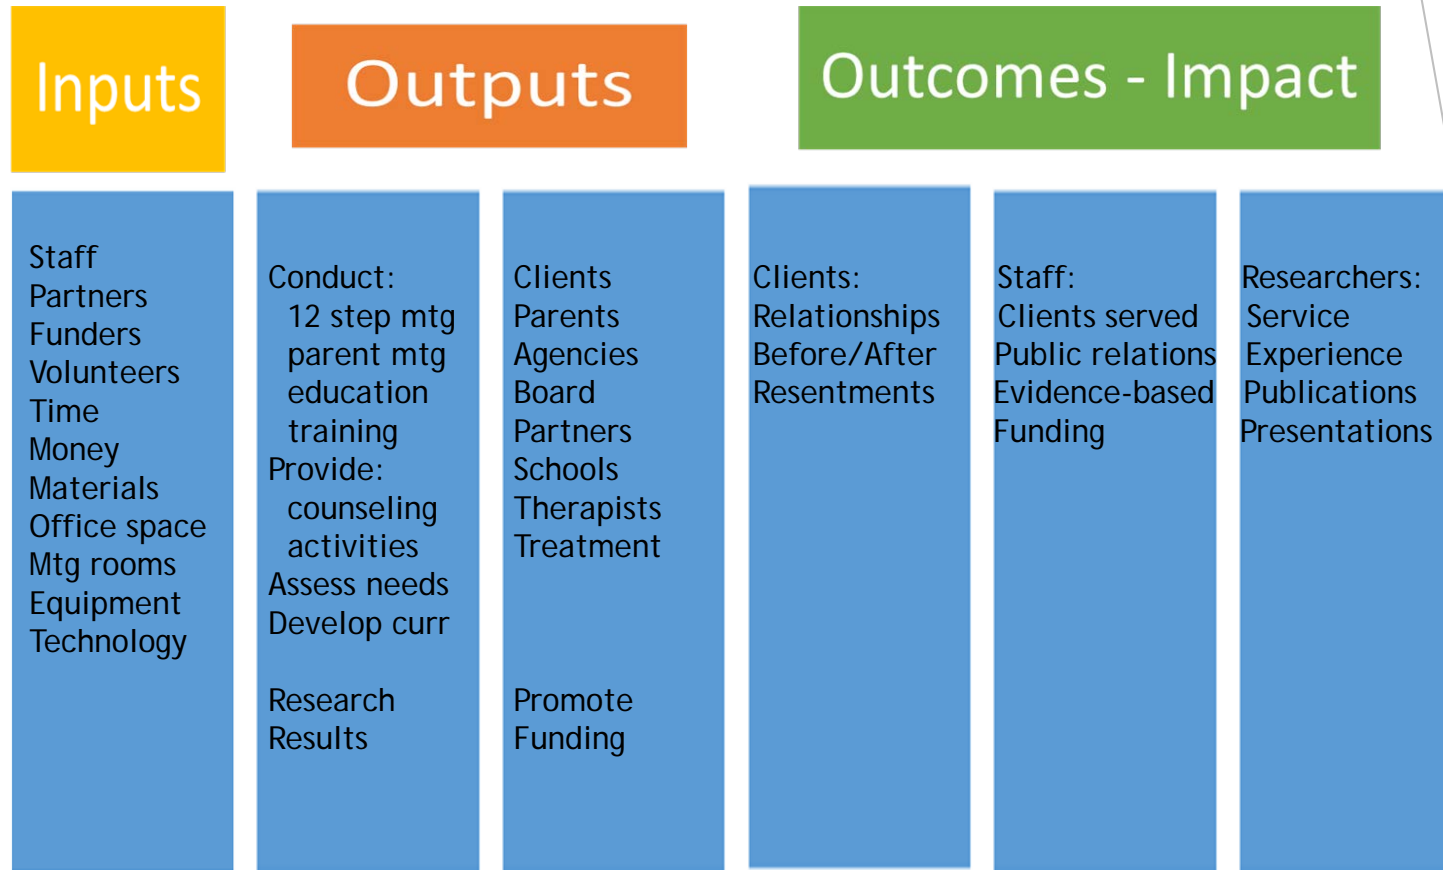 Inputs
Outputs
Outcomes - Impact
Staff
Partners
Funders
Volunteers
Time
Money
Materials
Office space
Mtg rooms
Equipment
Technology
Conduct:
12 step mtg
parent mtg
education
training
Provide:
counseling
activities
Assess needs
Develop curr
Research
Results
Clients
Parents
Agencies
Board
Partners
Schools
Therapists
Treatment
Promote
Funding
Clients:
Relationships
Before/After
Resentments
Staff:
Clients served
Public relations
Evidence-based
Funding
Researchers:
Service
Experience
Publications
Presentations